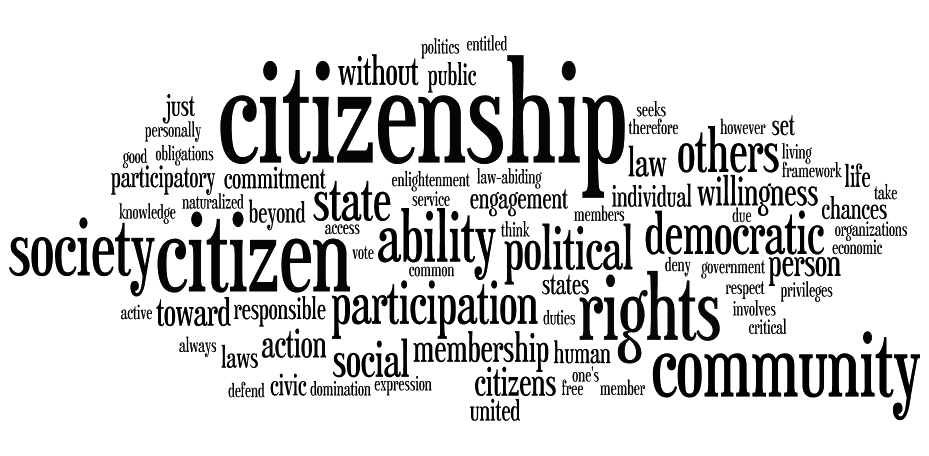 politics entitled
without public
citizenship
just
seeks
personally
therefore however set
good obligations
law others living
participatory commitment
framework life
enlightenment law-abiding
individual willingness take
knowledge naturalized beyond state service engagement
members due chances
access
society citizen vote ability think political democratic organizations
economic
common
deny government person
states
respect privileges
active toward responsible participation duties rights involves
critical
always laws action social membership human community
defend civic domination expression citizens free one's member
united